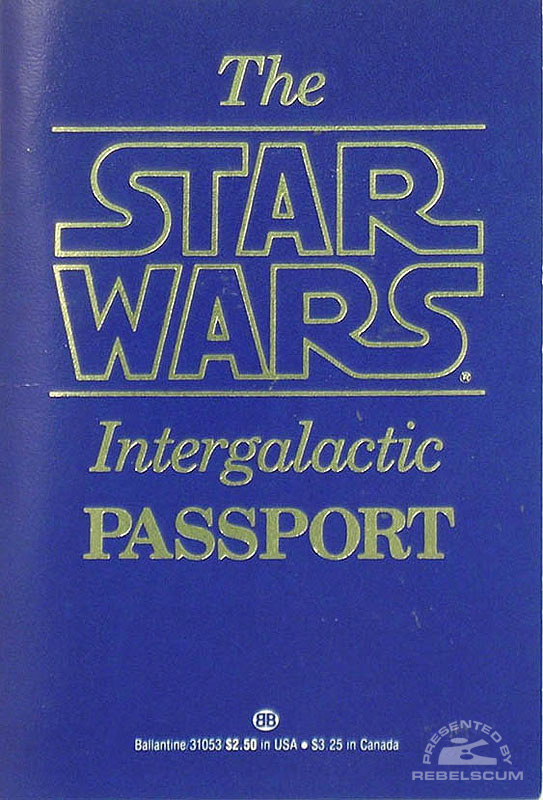 The
STAR
WARS®
Intergalactic
PASSPORT
BB
Ballantine/31053 $2.50 in USA ● $3.25 in Canada
PRESENTED BY
REBELSCUM